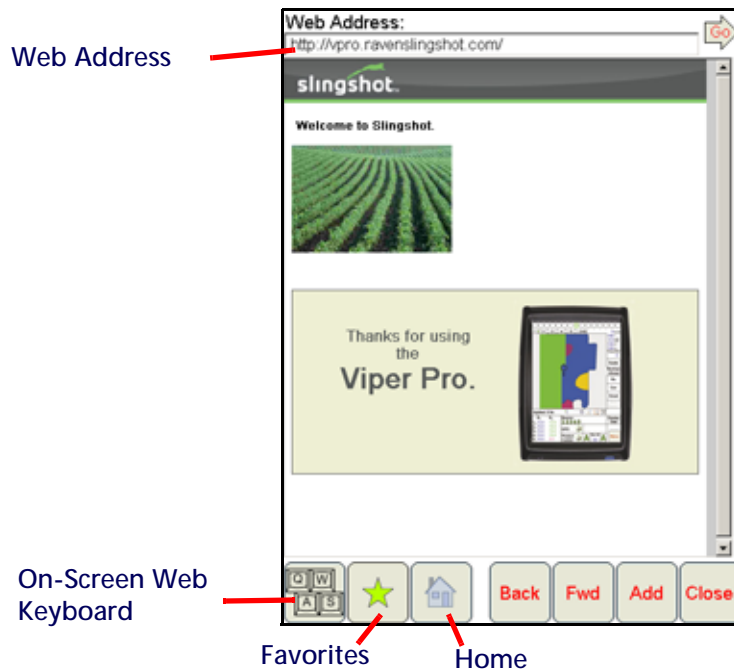 Web Address:
http://vpro.ravenslingshot.com/
Go
Web Address
slingshot
Welcome to Slingshot.
Thanks for using
the
Viper Pro.
Q W
A S
Back Fwd Add Close
On-Screen Web
Keyboard
Favorites Home